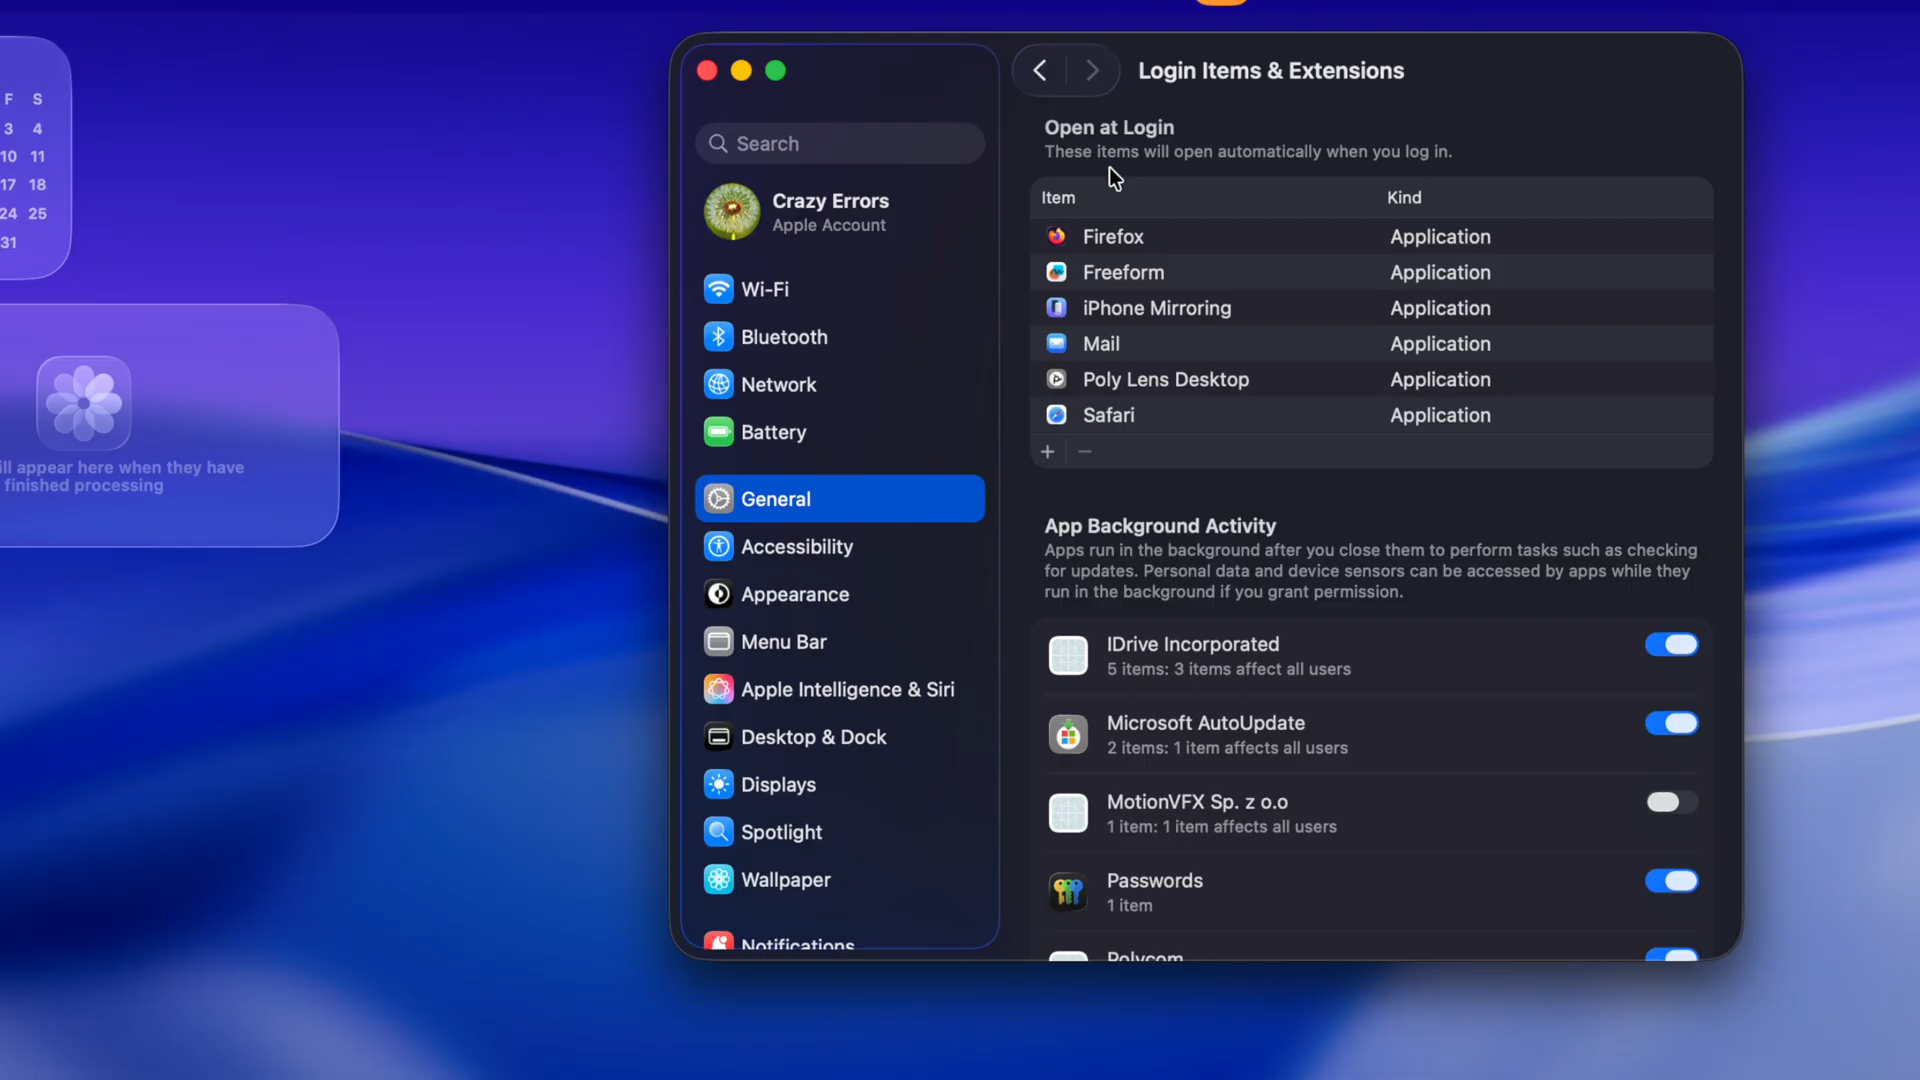 F S
3 4
10 11
17 18
24 25
31
ill appear here when they have
finished processing
Search
Crazy Errors
Apple Account
Wi-Fi
Bluetooth
Network
Battery
General
Accessibility
Appearance
Menu Bar
Apple Intelligence & Siri
Desktop & Dock
Displays
Spotlight
Wallpaper
Notifications
Login Items & Extensions
Open at Login
These items will open automatically when you log in.
Item Kind
Firefox Application
Freeform Application
iPhone Mirroring Application
Mail Application
Poly Lens Desktop Application
Safari Application
App Background Activity
Apps run in the background after you close them to perform tasks such as checking
for updates. Personal data and device sensors can be accessed by apps while they
run in the background if you grant permission.
IDrive Incorporated
5 items: 3 items affect all users
Microsoft AutoUpdate
2 items: 1 item affects all users
MotionVFX Sp. z o.o
1 item: 1 item affects all users
Passwords
1 item
Polycom